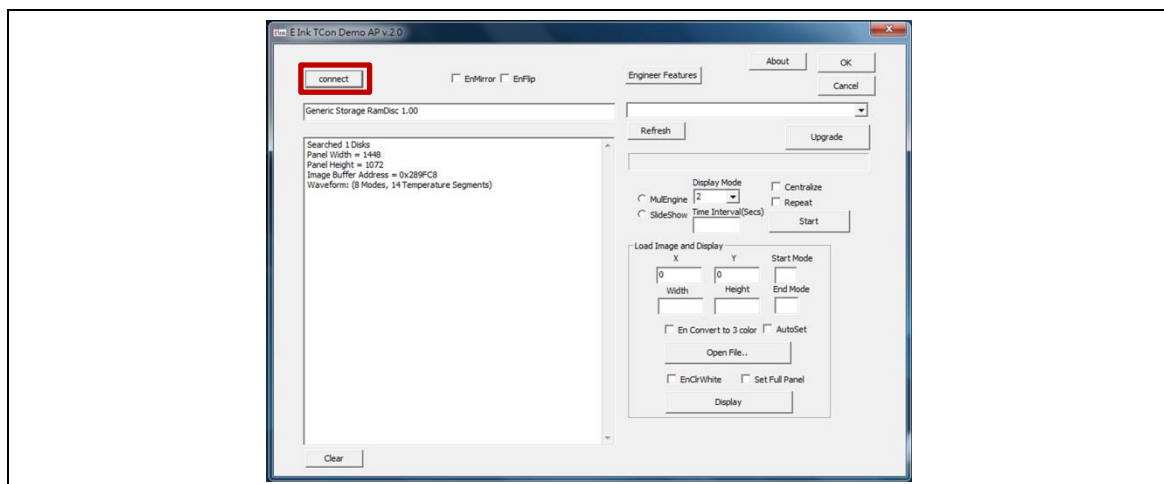 E Ink TCon Demo AP v.2.0
connect
EnMirror
EnFlip
Engineer Features
About
OK
Cancel
Generic Storage RamDisc 1.00
Refresh
Upgrade
Searched 1 Disks
Panel Width = 1448
Panel Height = 1072
Image Buffer Address = 0x289FC8
Waveform: (8 Modes, 14 Temperature Segments)
Display Mode
MulEngine
2
Centralize
Repeat
SlideShow
Time Interval(Secs)
Start
Load Image and Display
X Y Start Mode
0 0
Width Height End Mode
En Convert to 3 color
AutoSet
Open File..
EnClrWhite
Set Full Panel
Display
Clear